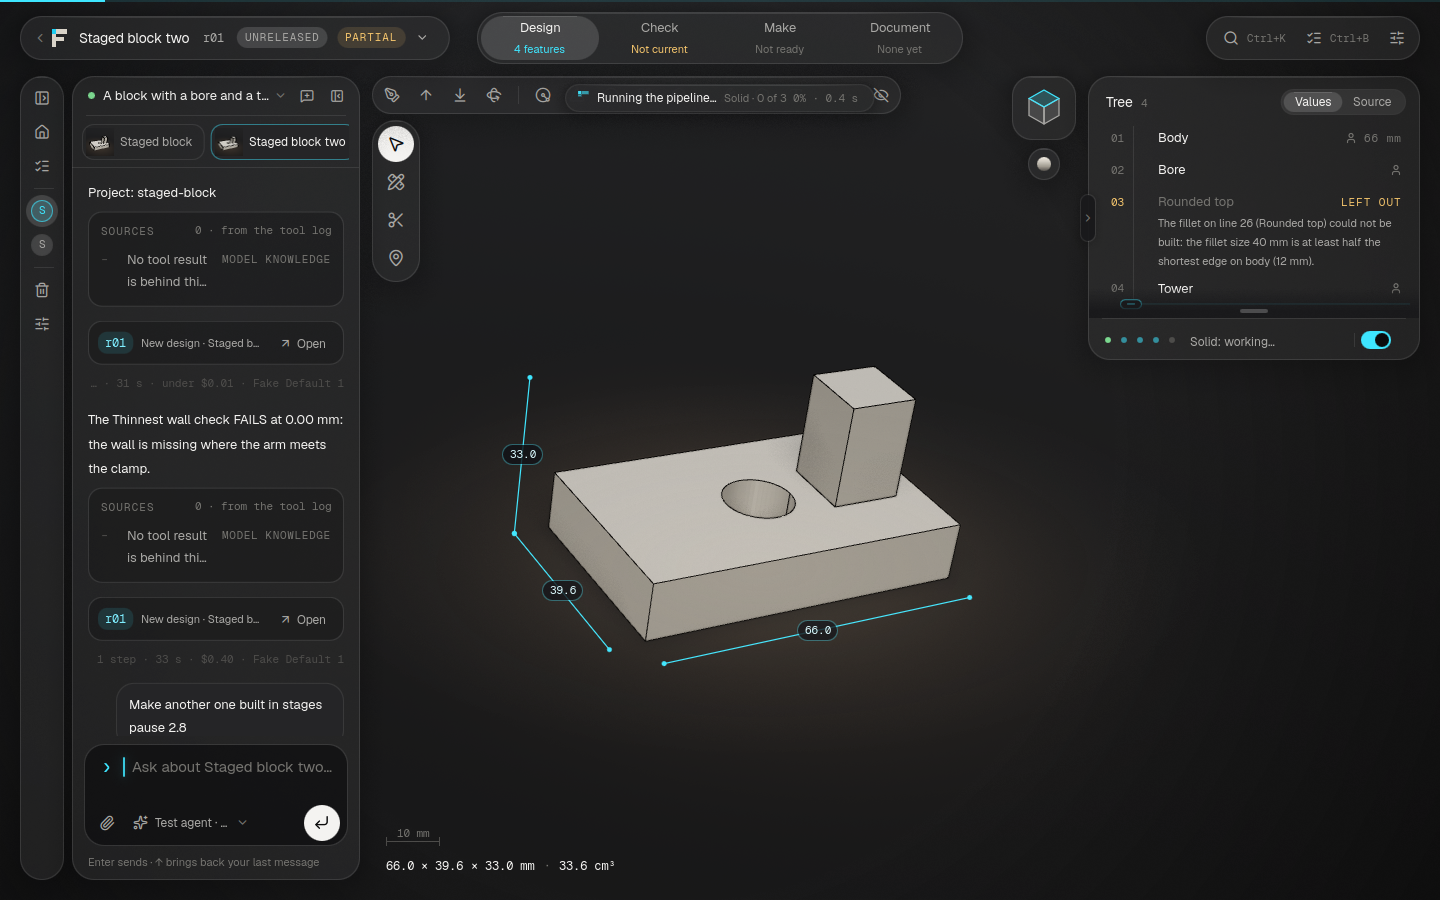 Staged block two r01 UNRELEASED PARTIAL
Design
4 features
Check
Not current
Make
Not ready
Document
None yet
Ctrl+K Ctrl+B
A block with a bore and a t…
Staged block
Staged block two
Project: staged-block
SOURCES 0 · from the tool log
– No tool result is behind thi… MODEL KNOWLEDGE
r01 New design · Staged b… Open
… · 31 s · under $0.01 · Fake Default 1
The Thinnest wall check FAILS at 0.00 mm:
the wall is missing where the arm meets
the clamp.
SOURCES 0 · from the tool log
– No tool result is behind thi… MODEL KNOWLEDGE
r01 New design · Staged b… Open
1 step · 33 s · $0.40 · Fake Default 1
Make another one built in stages
pause 2.8
Ask about Staged block two…
Test agent · …
Enter sends · ↑ brings back your last message
S
S
Running the pipeline… Solid · 0 of 3 0% · 0.4 s
33.0
39.6
66.0
10 mm
66.0 × 39.6 × 33.0 mm · 33.6 cm³
Tree 4 Values Source
01 Body 66 mm
02 Bore
03 Rounded top LEFT OUT
The fillet on line 26 (Rounded top) could not be
built: the fillet size 40 mm is at least half the
shortest edge on body (12 mm).
04 Tower
Solid: working…